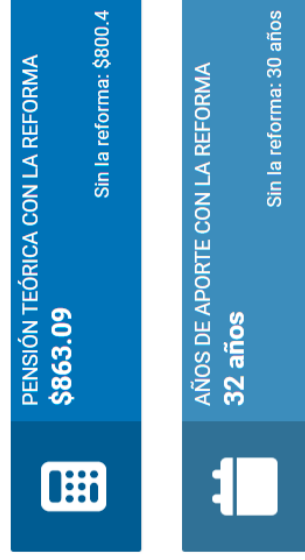 PENSIÓN TEÓRICA CON LA REFORMA
$863.09
Sin la reforma: $800.4
AÑOS DE APORTE CON LA REFORMA
32 años
Sin la reforma: 30 años